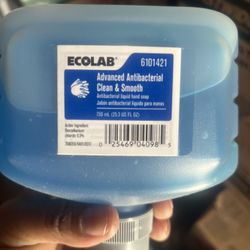 ECOLAB 6101421
Advanced Antibacterial
Clean & Smooth
Antibacterial liquid hand soap
Jabón antibacterial líquido para manos
750 mL (25.3 US FL OZ)
Active Ingredient:
Benzalkonium
chloride 0.5%
0 25469 04098 5